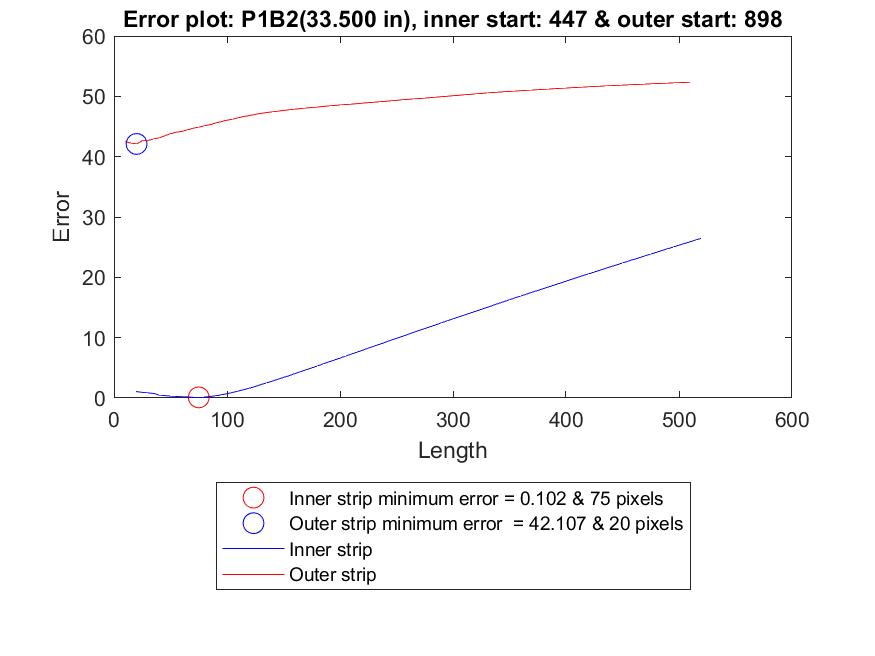 Error plot: P1B2(33.500 in), inner start: 447 & outer start: 898
60
50
40
30
20
10
0
Error
0 100 200 300 400 500 600
Length
Inner strip minimum error = 0.102 & 75 pixels
Outer strip minimum error  = 42.107 & 20 pixels
Inner strip
Outer strip